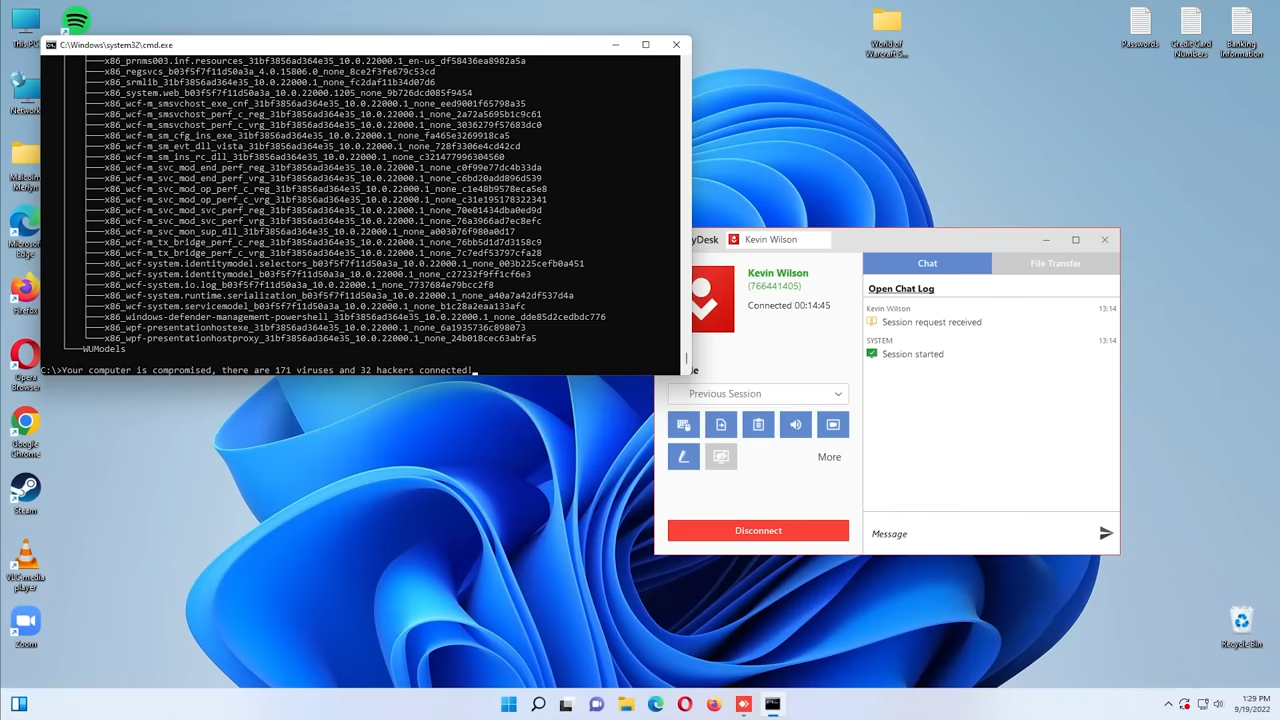 This PC
C:\Windows\system32\cmd.exe
x86_prnms003.inf.resources_31bf3856ad364e35_10.0.22000.1_en-us_df58436ea8982a5a
x86_regsvcs_b03f5f7f11d50a3a_4.0.15806.0_none_8ce2f3fe679c53cd
x86_srmlib_31bf3856ad364e35_10.0.22000.1_none_fc2daf11b34d07d6
x86_system.web_b03f5f7f11d50a3a_10.0.22000.1205_none_9b726dcd085f9454
x86_wcf-m_smsvchost_exe_cnf_31bf3856ad364e35_10.0.22000.1_none_eed9001f65798a35
x86_wcf-m_smsvchost_perf_c_reg_31bf3856ad364e35_10.0.22000.1_none_2a72a5695b1c9c61
x86_wcf-m_smsvchost_perf_c_vrg_31bf3856ad364e35_10.0.22000.1_none_3036279f57683dc0
x86_wcf-m_sm_cfg_ins_exe_31bf3856ad364e35_10.0.22000.1_none_fa465e3269918ca5
x86_wcf-m_sm_evt_dll_vista_31bf3856ad364e35_10.0.22000.1_none_728f3306e4cd42cd
x86_wcf-m_sm_ins_rc_dll_31bf3856ad364e35_10.0.22000.1_none_c321477996304560
x86_wcf-m_svc_mod_end_perf_reg_31bf3856ad364e35_10.0.22000.1_none_c0f99e77dc4b33da
x86_wcf-m_svc_mod_end_perf_vrg_31bf3856ad364e35_10.0.22000.1_none_c6bd20add896d539
x86_wcf-m_svc_mod_op_perf_c_reg_31bf3856ad364e35_10.0.22000.1_none_c1e48b9578eca5e8
x86_wcf-m_svc_mod_op_perf_c_vrg_31bf3856ad364e35_10.0.22000.1_none_c31e195178322341
x86_wcf-m_svc_mod_svc_perf_reg_31bf3856ad364e35_10.0.22000.1_none_70e01434dba0ed9d
x86_wcf-m_svc_mod_svc_perf_vrg_31bf3856ad364e35_10.0.22000.1_none_76a3966ad7ec8efc
x86_wcf-m_svc_mon_sup_dll_31bf3856ad364e35_10.0.22000.1_none_a003076f980a0d17
x86_wcf-m_tx_bridge_perf_c_reg_31bf3856ad364e35_10.0.22000.1_none_76bb5d1d7d3158c9
x86_wcf-m_tx_bridge_perf_c_vrg_31bf3856ad364e35_10.0.22000.1_none_7c7edf53797cfa28
x86_wcf-system.identitymodel.selectors_b03f5f7f11d50a3a_10.0.22000.1_none_003b225cefb0a451
x86_wcf-system.identitymodel_b03f5f7f11d50a3a_10.0.22000.1_none_c27232f9ff1cf6e3
x86_wcf-system.io.log_b03f5f7f11d50a3a_10.0.22000.1_none_7737684e79bcc2f8
x86_wcf-system.runtime.serialization_b03f5f7f11d50a3a_10.0.22000.1_none_a40a7a42df537d4a
x86_wcf-system.servicemodel_b03f5f7f11d50a3a_10.0.22000.1_none_b1c28a2eaa133afc
x86_windows-defender-management-powershell_31bf3856ad364e35_10.0.22000.1_none_dde85d2cedbdc776
x86_wpf-presentationhostexe_31bf3856ad364e35_10.0.22000.1_none_6a1935736c898073
x86_wpf-presentationhostproxy_31bf3856ad364e35_10.0.22000.1_none_24b018cec63abfa5
WUModels
C:\>Your computer is compromised, there are 171 viruses and 32 hackers connected!
Network
Malcolm
Merlyn
Microsoft
Edge
Firefox
Opera
Browser
Google
Chrome
Steam
VLC media
player
Zoom
World of
Warcraft S...
Passwords
Credit Card
Numbers
Banking
Information
yDesk
Kevin Wilson
Kevin Wilson
(766441405)
Connected 00:14:45
Previous Session
More
Disconnect
Chat
File Transfer
Open Chat Log
Kevin Wilson 13:14
Session request received
SYSTEM 13:14
Session started
Message
Recycle Bin
1:29 PM
9/19/2022